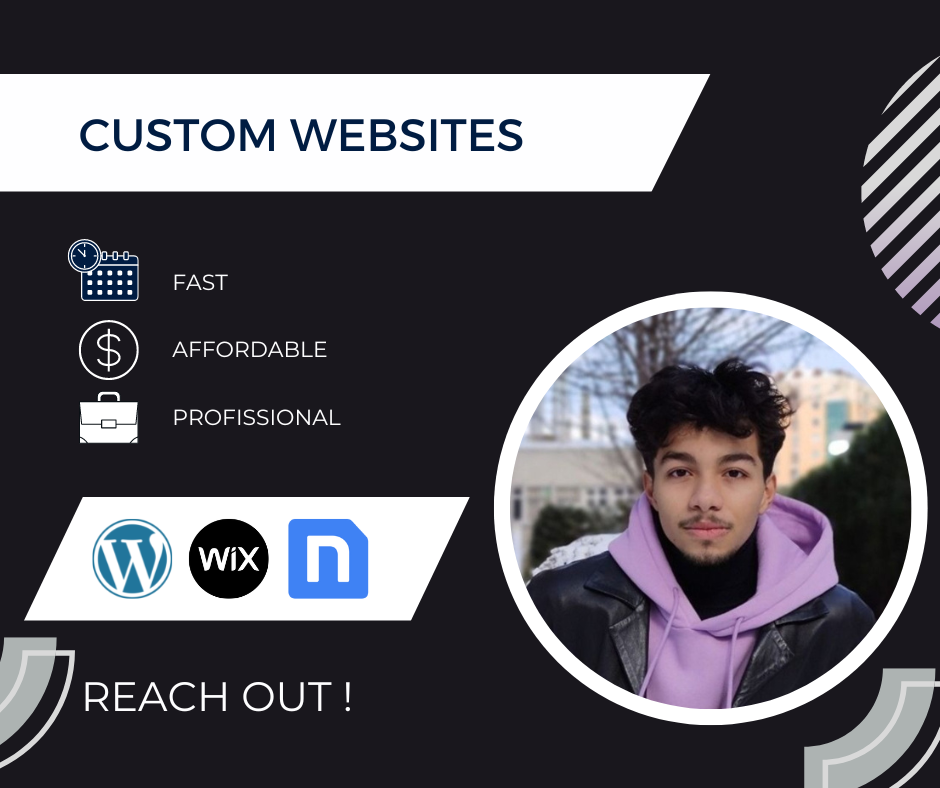 CUSTOM WEBSITES
FAST
AFFORDABLE
PROFISSIONAL
W WiX n
REACH OUT !